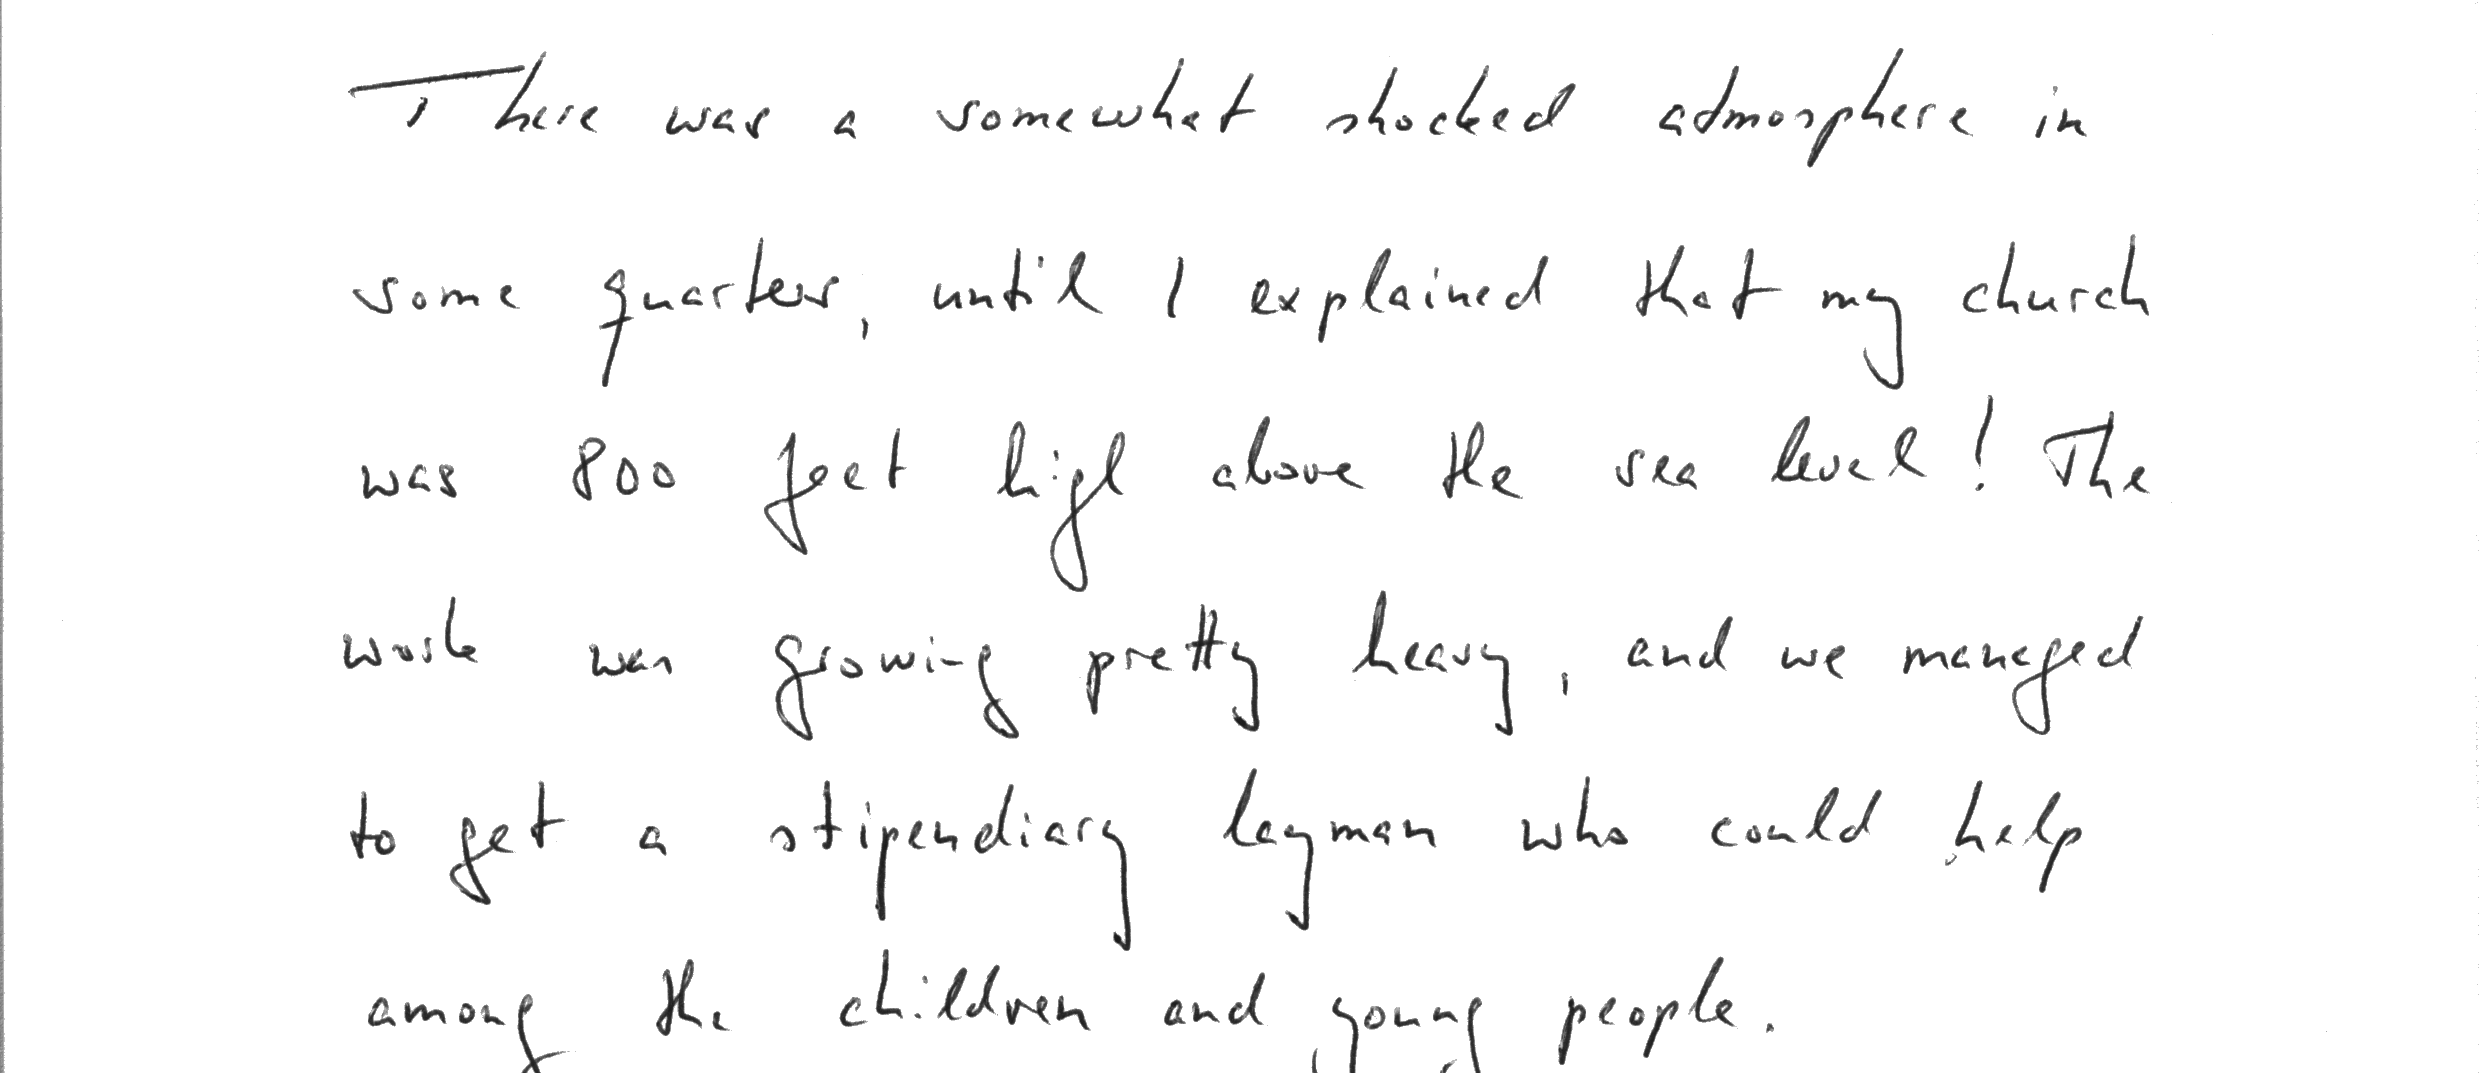 There was a somewhat shocked atmosphere in
some quarters, until I explained that my church
was 800 feet high above the sea level! The
work was growing pretty heavy, and we managed
to get a stipendiary layman who could help
among the children and young people.